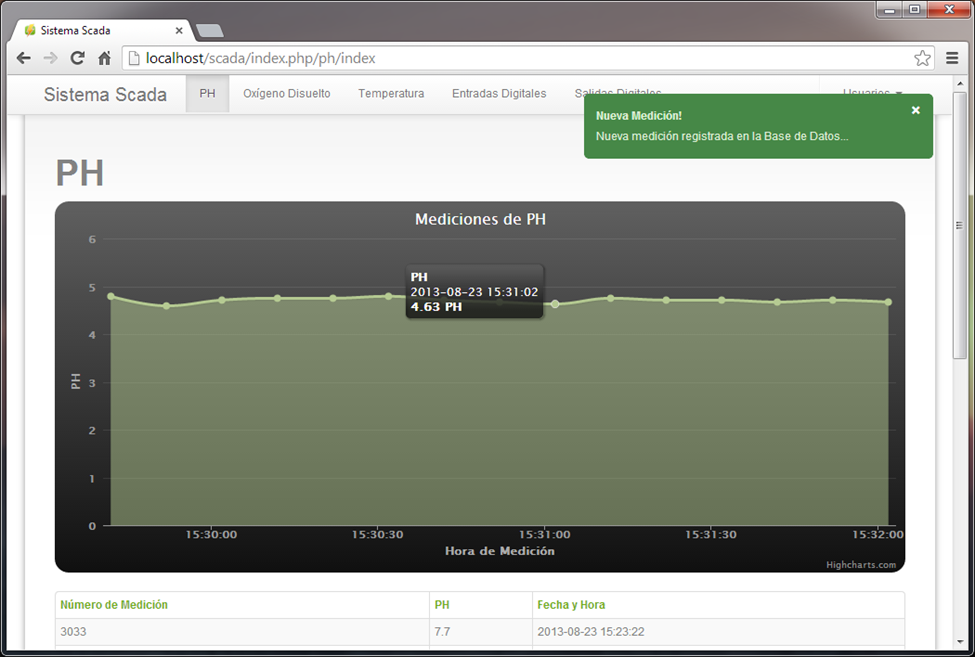 Sistema Scada
localhost/scada/index.php/ph/index
Sistema Scada PH Oxígeno Disuelto Temperatura Entradas Digitales Salidas Digitales Usuarios
Nueva Medición!
Nueva medición registrada en la Base de Datos...
PH
Mediciones de PH
6
5
4
3
2
1
0
PH
PH
2013-08-23 15:31:02
4.63 PH
15:30:00 15:30:30 15:31:00 15:31:30 15:32:00
Hora de Medición
Highcharts.com
Número de Medición PH Fecha y Hora
3033 7.7 2013-08-23 15:23:22